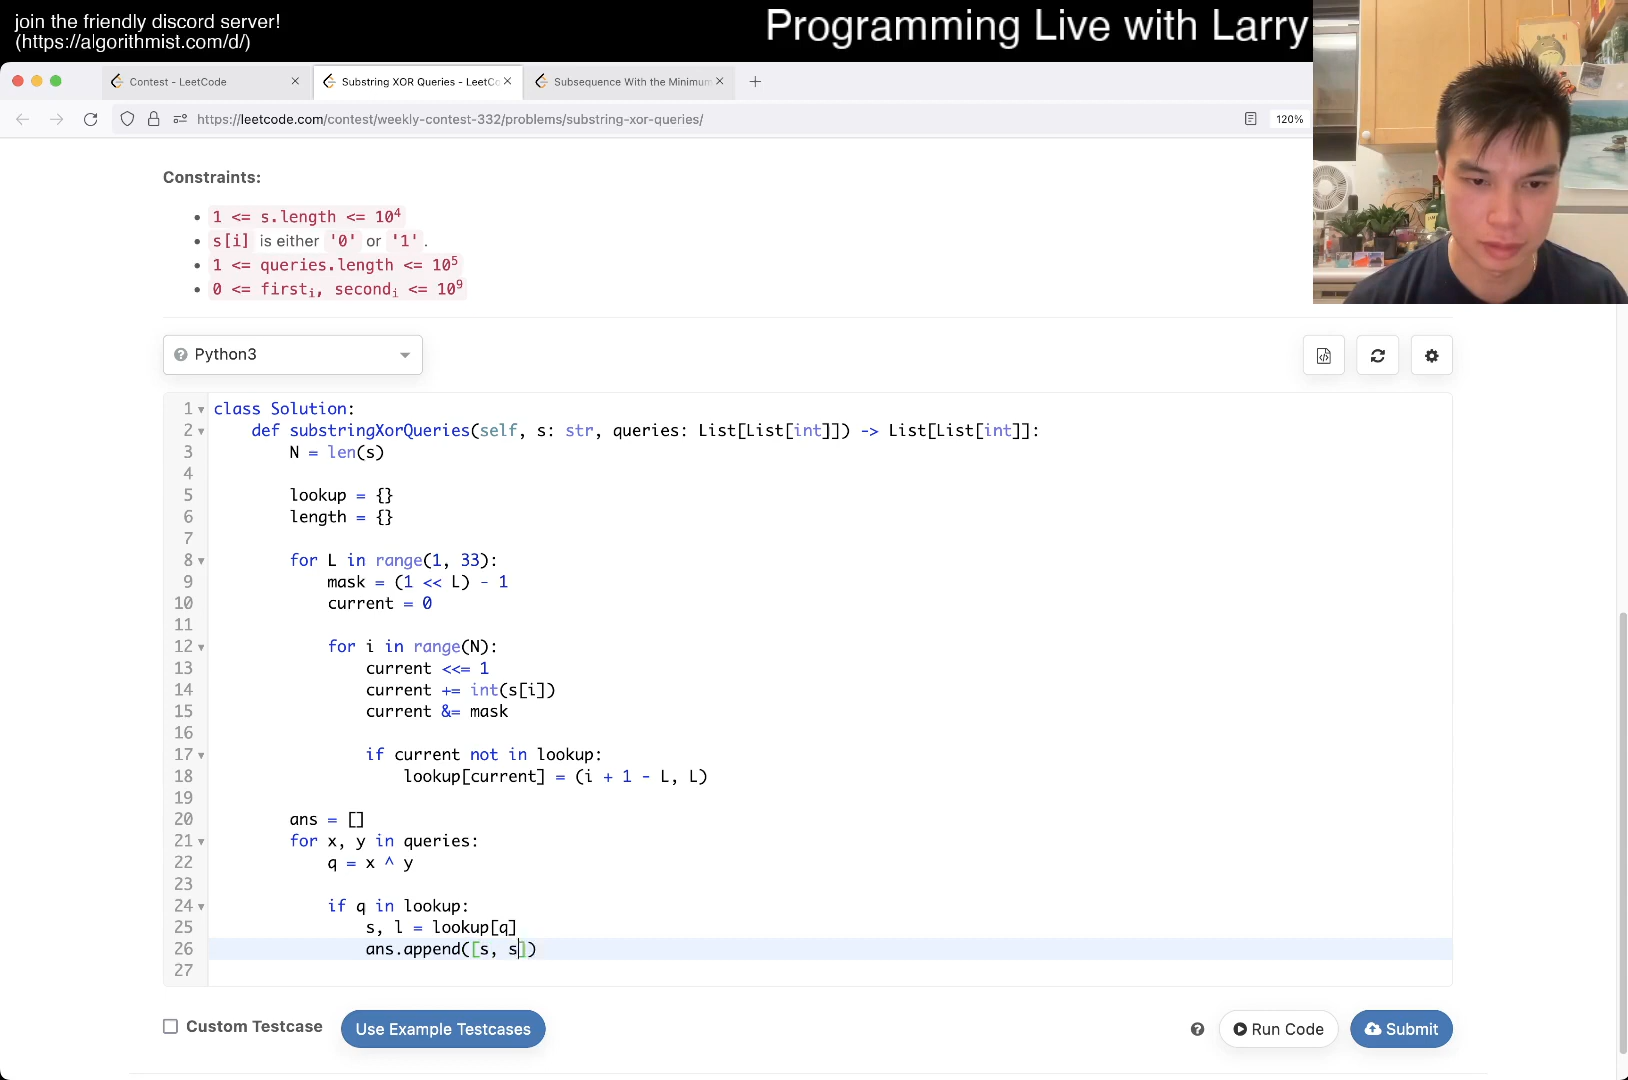 join the friendly discord server!
(https://algorithmist.com/d/)
Programming Live with Larry
Contest - LeetCode
Substring XOR Queries - LeetCo
Subsequence With the Minimum
https://leetcode.com/contest/weekly-contest-332/problems/substring-xor-queries/
120%
Constraints:
1 <= s.length <= 10⁴
s[i] is either '0' or '1'.
1 <= queries.length <= 10⁵
0 <= firstᵢ, secondᵢ <= 10⁹
Python3
1 class Solution:
2 def substringXorQueries(self, s: str, queries: List[List[int]]) -> List[List[int]]:
3 N = len(s)
4
5 lookup = {}
6 length = {}
7
8 for L in range(1, 33):
9 mask = (1 << L) - 1
10 current = 0
11
12 for i in range(N):
13 current <<= 1
14 current += int(s[i])
15 current &= mask
16
17 if current not in lookup:
18 lookup[current] = (i + 1 - L, L)
19
20 ans = []
21 for x, y in queries:
22 q = x ^ y
23
24 if q in lookup:
25 s, l = lookup[q]
26 ans.append([s, s])
27
Custom Testcase
Use Example Testcases
Run Code
Submit